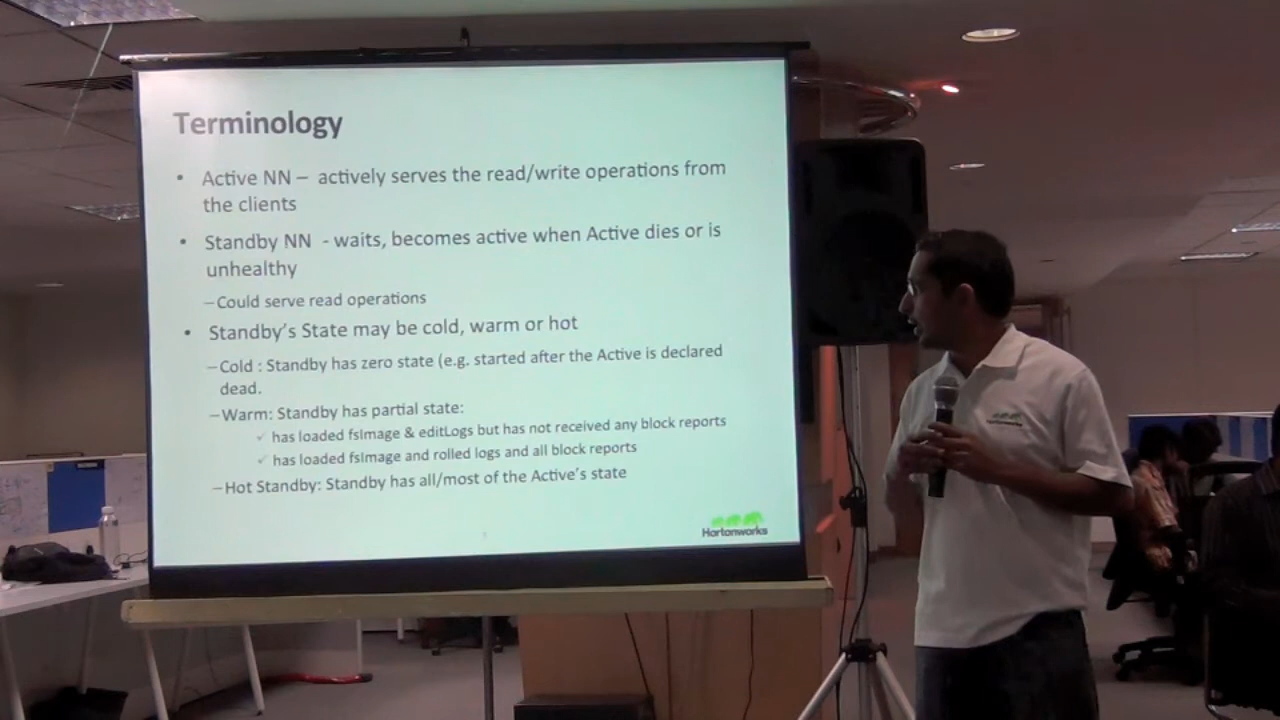 Terminology
• Active NN – actively serves the read/write operations from
the clients
• Standby NN - waits, becomes active when Active dies or is
unhealthy
– Could serve read operations
• Standby's State may be cold, warm or hot
– Cold : Standby has zero state (e.g. started after the Active is declared
dead.
– Warm: Standby has partial state:
✓ has loaded fsImage & editLogs but has not received any block reports
✓ has loaded fsImage and rolled logs and all block reports
– Hot Standby: Standby has all/most of the Active's state
Hortonworks